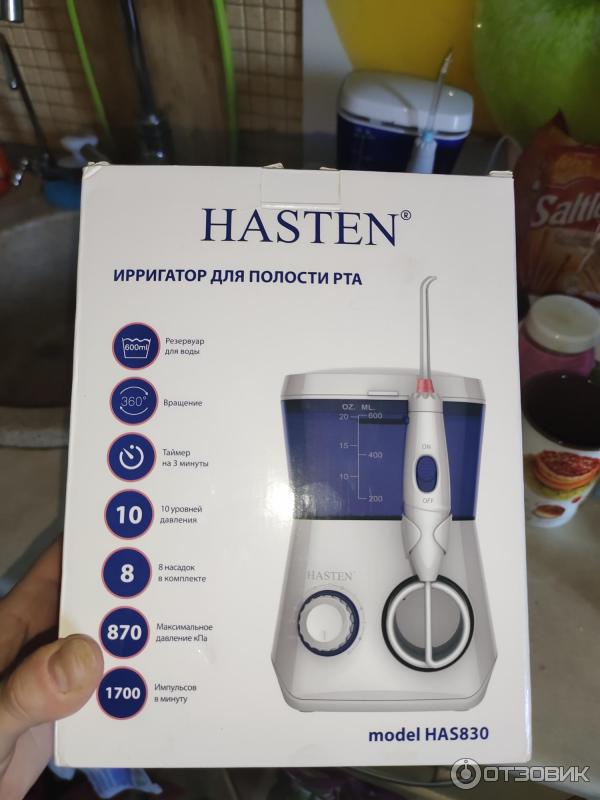 HASTEN®
ИРРИГАТОР ДЛЯ ПОЛОСТИ РТА
600ml
Резервуар
для воды
360°
Вращение
Таймер
на 3 минуты
10
10 уровней
давления
8
8 насадок
в комплекте
870
Максимальное
давление кПа
1700
Импульсов
в минуту
OZ. ML.
20 600
15 400
10 200
ON
OFF
HASTEN
model HAS830
Saltle
ОТЗОВИК